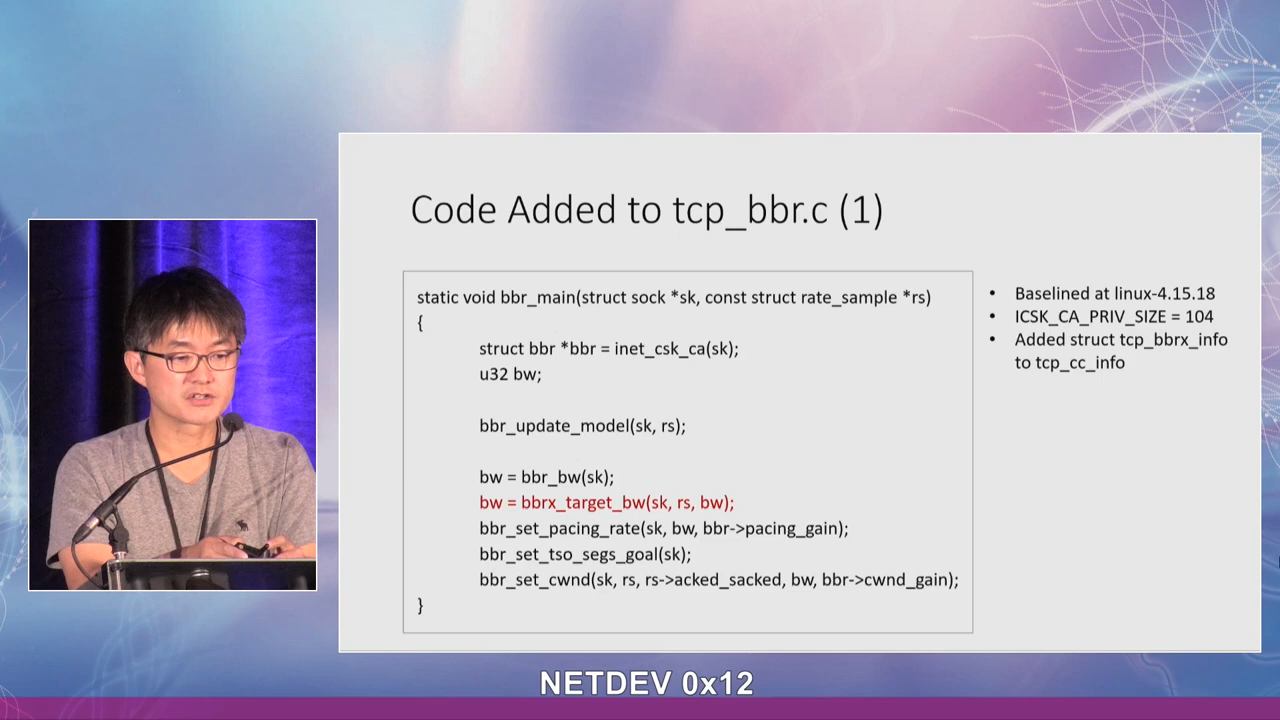 Code Added to tcp_bbr.c (1)
static void bbr_main(struct sock *sk, const struct rate_sample *rs)
{
struct bbr *bbr = inet_csk_ca(sk);
u32 bw;
bbr_update_model(sk, rs);
bw = bbr_bw(sk);
bw = bbrx_target_bw(sk, rs, bw);
bbr_set_pacing_rate(sk, bw, bbr->pacing_gain);
bbr_set_tso_segs_goal(sk);
bbr_set_cwnd(sk, rs, rs->acked_sacked, bw, bbr->cwnd_gain);
}
• Baselined at linux-4.15.18
• ICSK_CA_PRIV_SIZE = 104
• Added struct tcp_bbrx_info
to tcp_cc_info
NETDEV 0x12